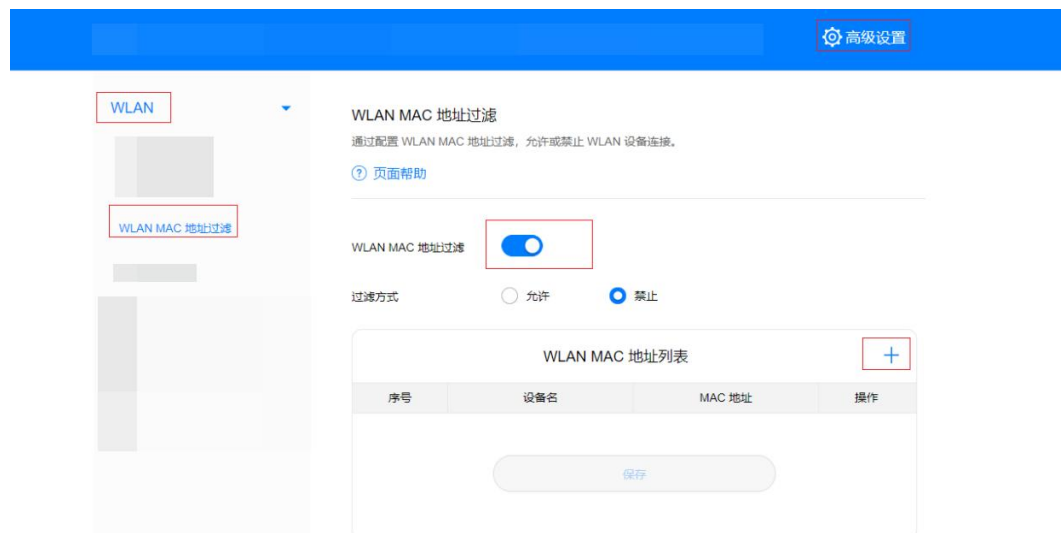 高级设置
WLAN
WLAN MAC 地址过滤
WLAN MAC 地址过滤
通过配置 WLAN MAC 地址过滤，允许或禁止 WLAN 设备连接。
? 页面帮助
WLAN MAC 地址过滤
过滤方式 允许 禁止
WLAN MAC 地址列表 +
序号 设备名 MAC 地址 操作
保存